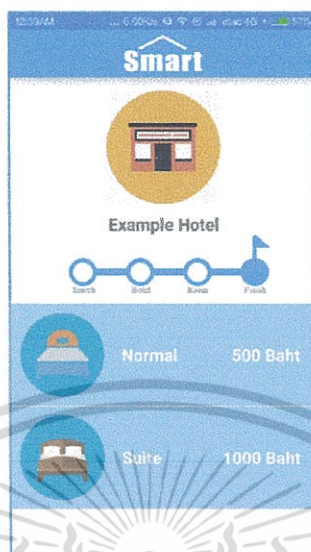 Smart
Example Hotel
Search Hotel Room Finish
Normal 500 Baht
Suite 1000 Baht